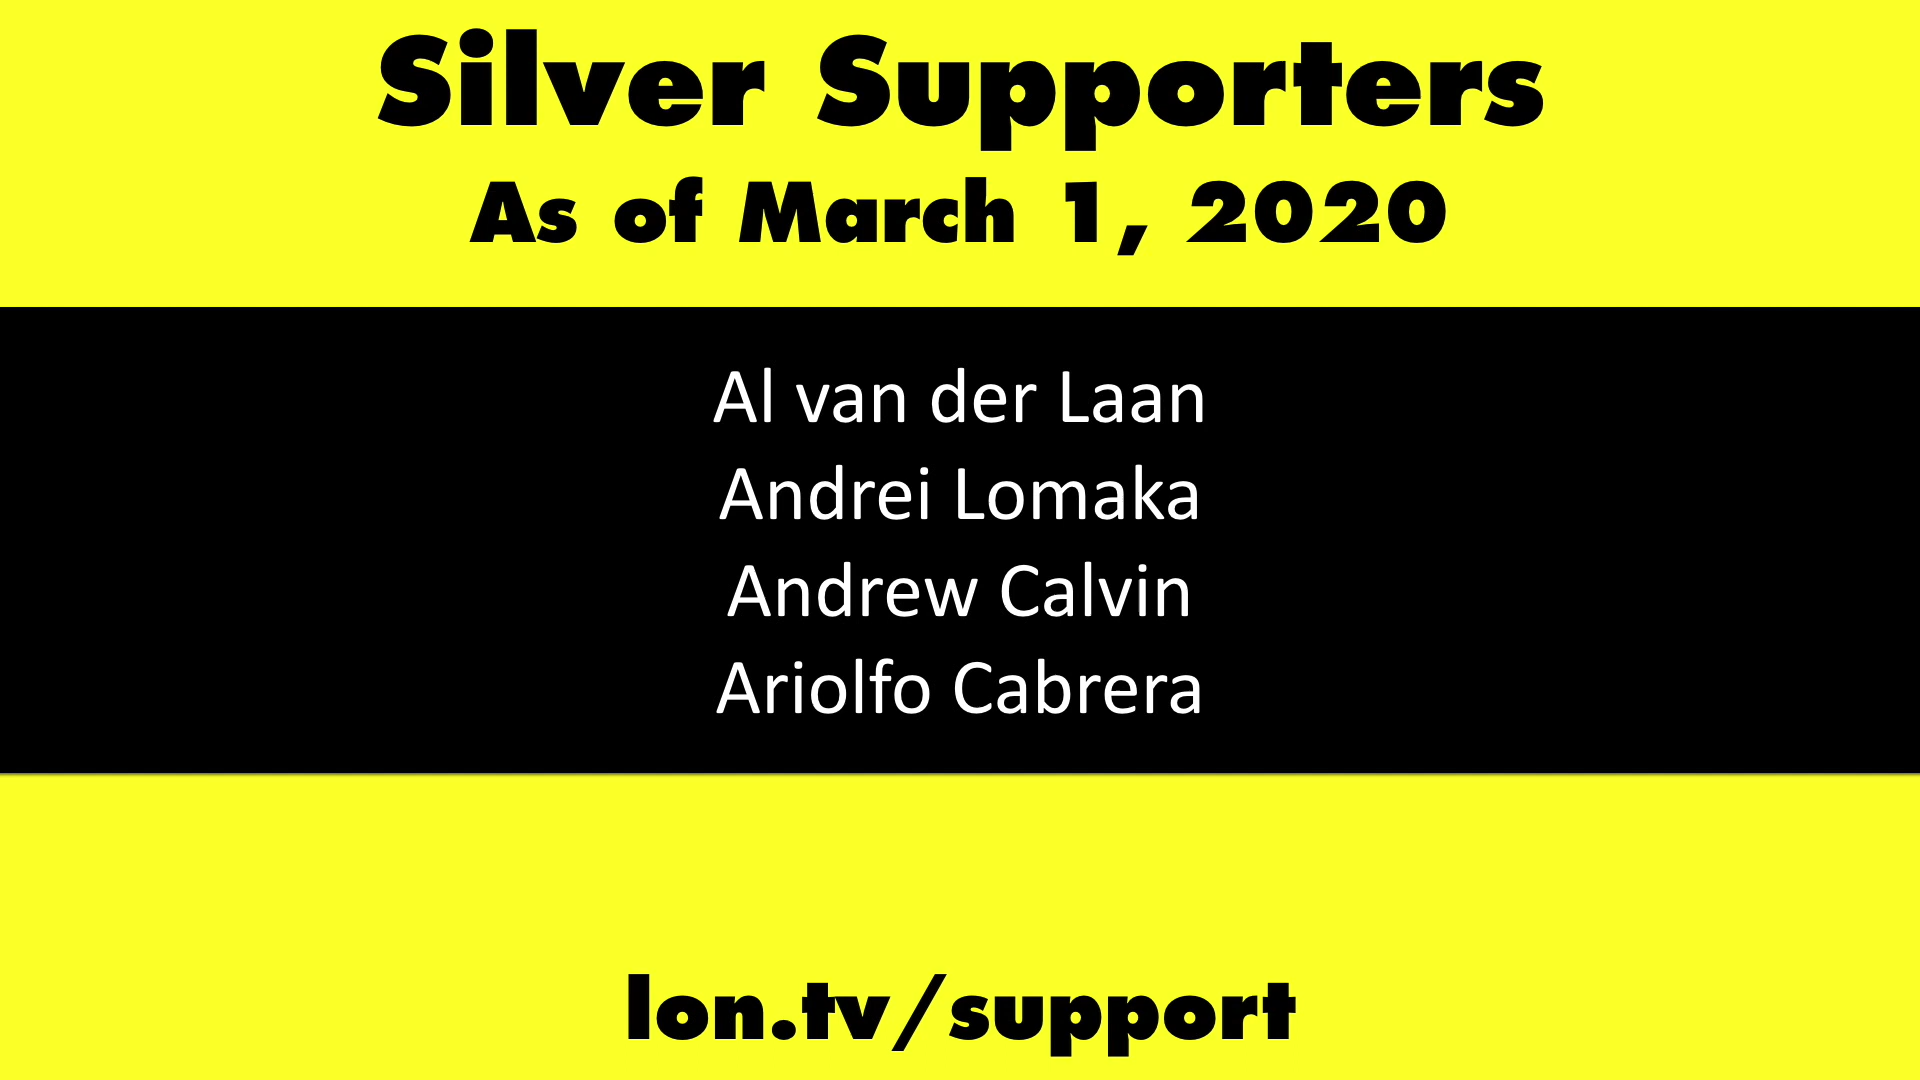 Silver Supporters
As of March 1, 2020
Al van der Laan
Andrei Lomaka
Andrew Calvin
Ariolfo Cabrera
lon.tv/support